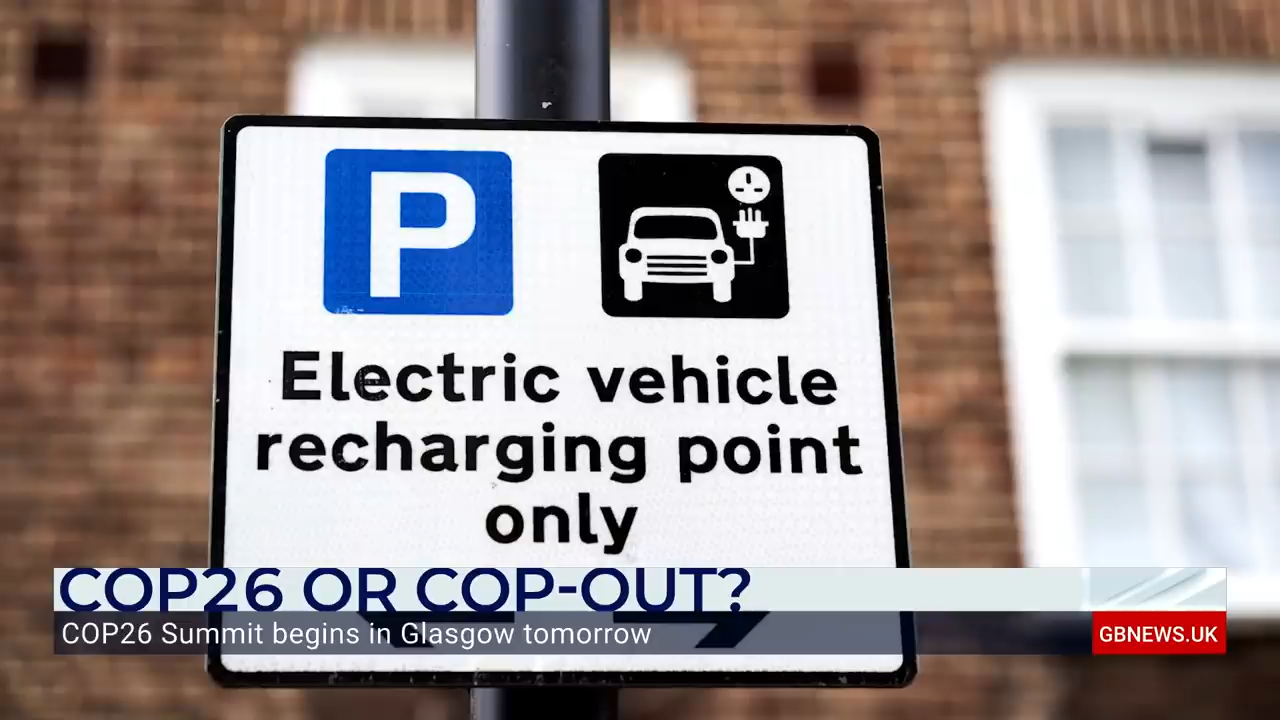 P
Electric vehicle
recharging point
only
COP26 OR COP-OUT?
COP26 Summit begins in Glasgow tomorrow
GBNEWS.UK